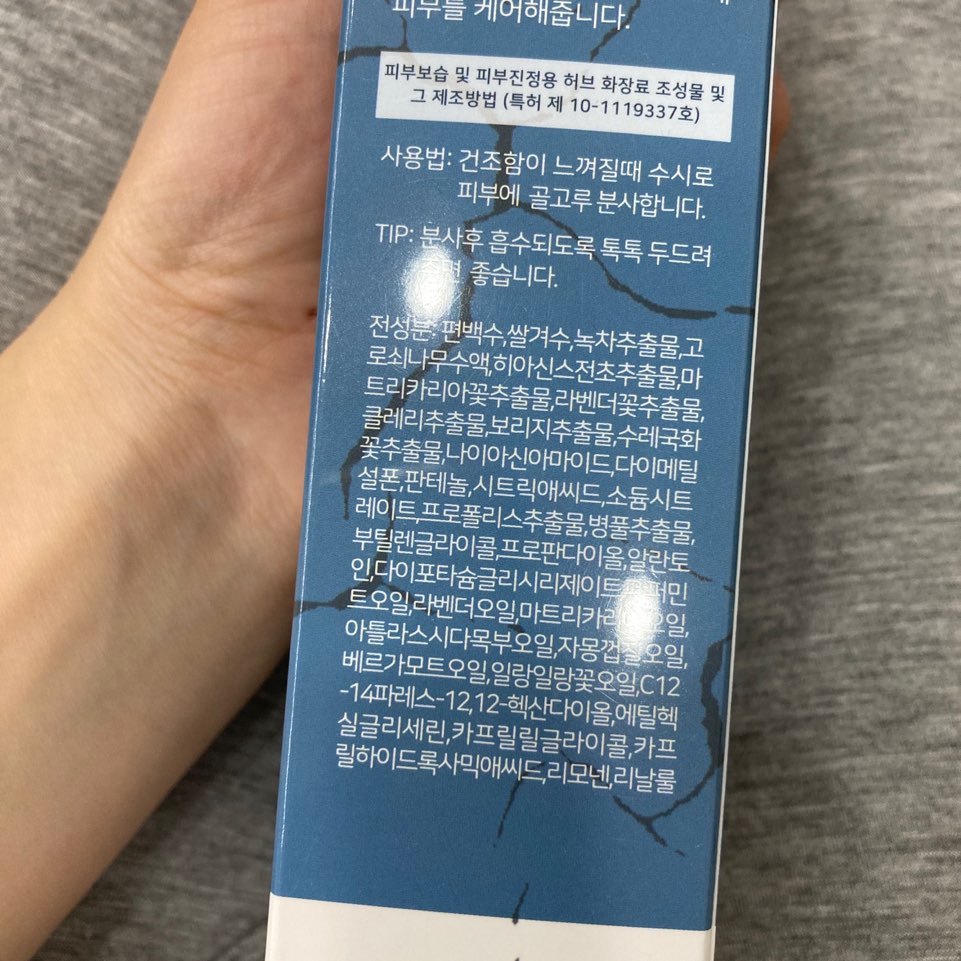 피부를 케어해줍니다.
피부보습 및 피부진정용 허브 화장료 조성물 및
그 제조방법 (특허 제 10-1119337호)
사용법: 건조함이 느껴질때 수시로
피부에 골고루 분사합니다.
TIP: 분사후 흡수되도록 톡톡 두드려
좋습니다.
전성분: 편백수,쌀겨수,녹차추출물,고
로쇠나무수액,히아신스전초추출물,마
트리카리아꽃추출물,라벤더꽃추출물,
클레리추출물,보리지추출물,수레국화
꽃추출물,나이아신아마이드,다이메틸
설폰,판테놀,시트릭애씨드,소듐시트
레이트,프로폴리스추출물,병풀추출물,
부틸렌글라이콜,프로판다이올,알란토
인,다이포타슘글리시리제이트,페퍼민
트오일,라벤더오일,마트리카리아오일,
아틀라스시다목부오일,자몽껍질오일,
베르가모트오일,일랑일랑꽃오일,C12
-14파레스-12,12-헥산다이올,에틸헥
실글리세린,카프릴릴글라이콜,카프
릴하이드록사믹애씨드,리모넨,리날룰